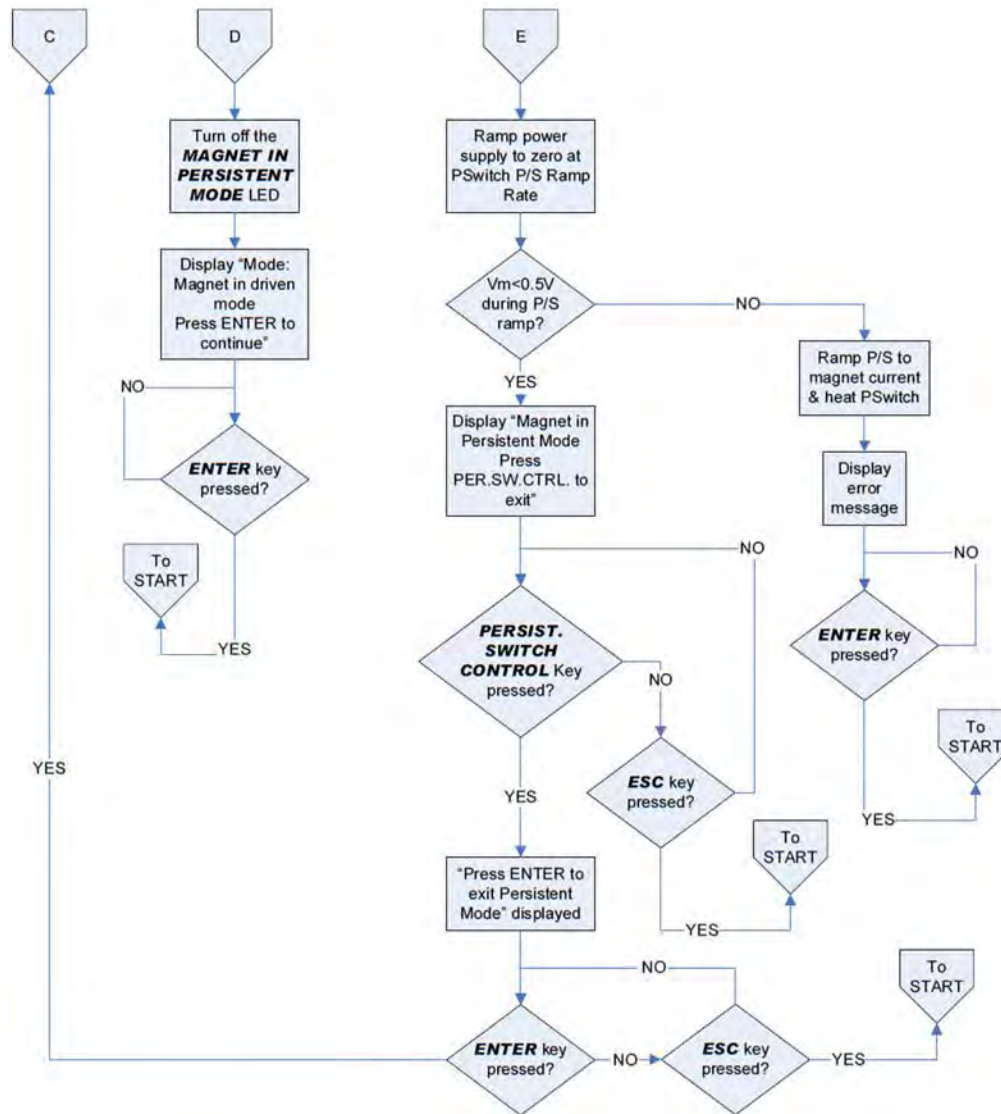 C
D
E
Turn off the
MAGNET IN
PERSISTENT
MODE LED
Ramp power
supply to zero at
PSwitch P/S Ramp
Rate
Display “Mode:
Magnet in driven
mode
Press ENTER to
continue”
Vm<0.5V
during P/S
ramp?
NO
Ramp P/S to
magnet current
& heat PSwitch
YES
NO
Display “Magnet in
Persistent Mode
Press
PER.SW.CTRL. to
exit”
ENTER key
pressed?
Display
error
message
NO
NO
To
START
YES
PERSIST.
SWITCH
CONTROL Key
pressed?
NO
ENTER key
pressed?
To
START
YES
YES
ESC key
pressed?
YES
To
START
“Press ENTER to
exit Persistent
Mode” displayed
YES
NO
To
START
ENTER key
pressed?
NO
ESC key
pressed?
YES